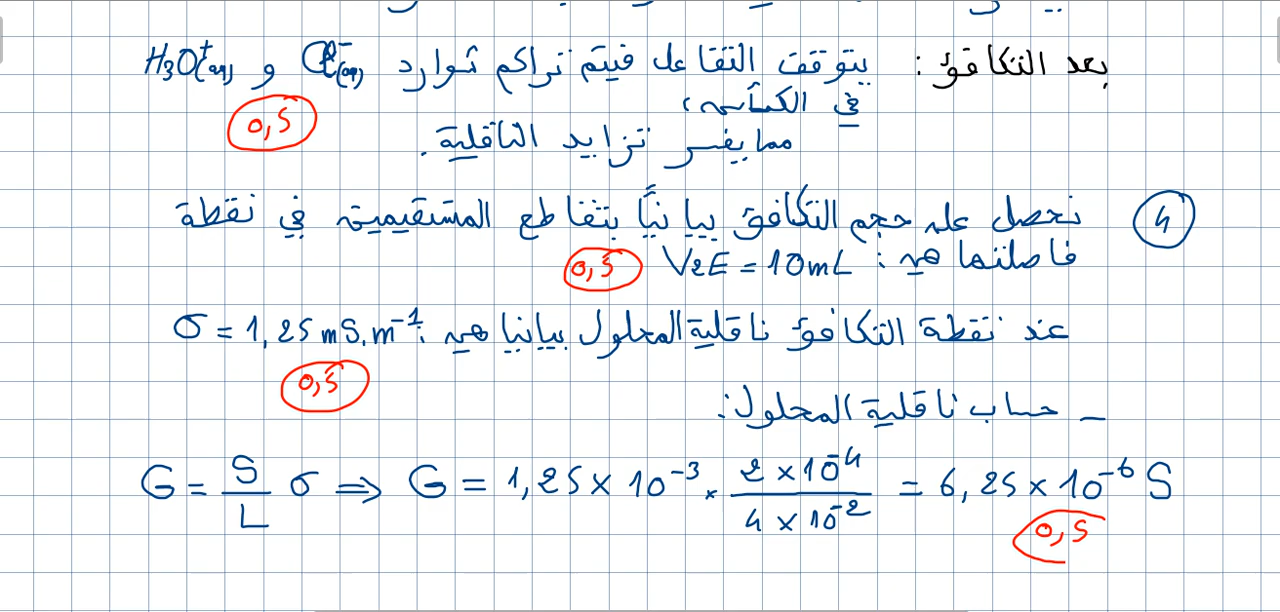 بعد التكافؤ: يتوقف التفاعل فيتم تراكم شوارد Cl⁻(aq) و H₃O⁺(aq)
في الكأس،
0,5
مما يفسر تزايد الناقلية.
④ نحصل على حجم التكافؤ بيانيًا بتقاطع المستقيمين في نقطة
فاصلتها هي: V2E = 10mL 0,5
عند نقطة التكافؤ ناقلية المحلول بيانيا هي: σ = 1,25 mS.m⁻¹
0,5
– حساب ناقلية المحلول:
G = S/L σ ⟹ G = 1,25 × 10⁻³ × (2 × 10⁻⁴)/(4 × 10⁻²) = 6,25 × 10⁻⁶ S
0,5